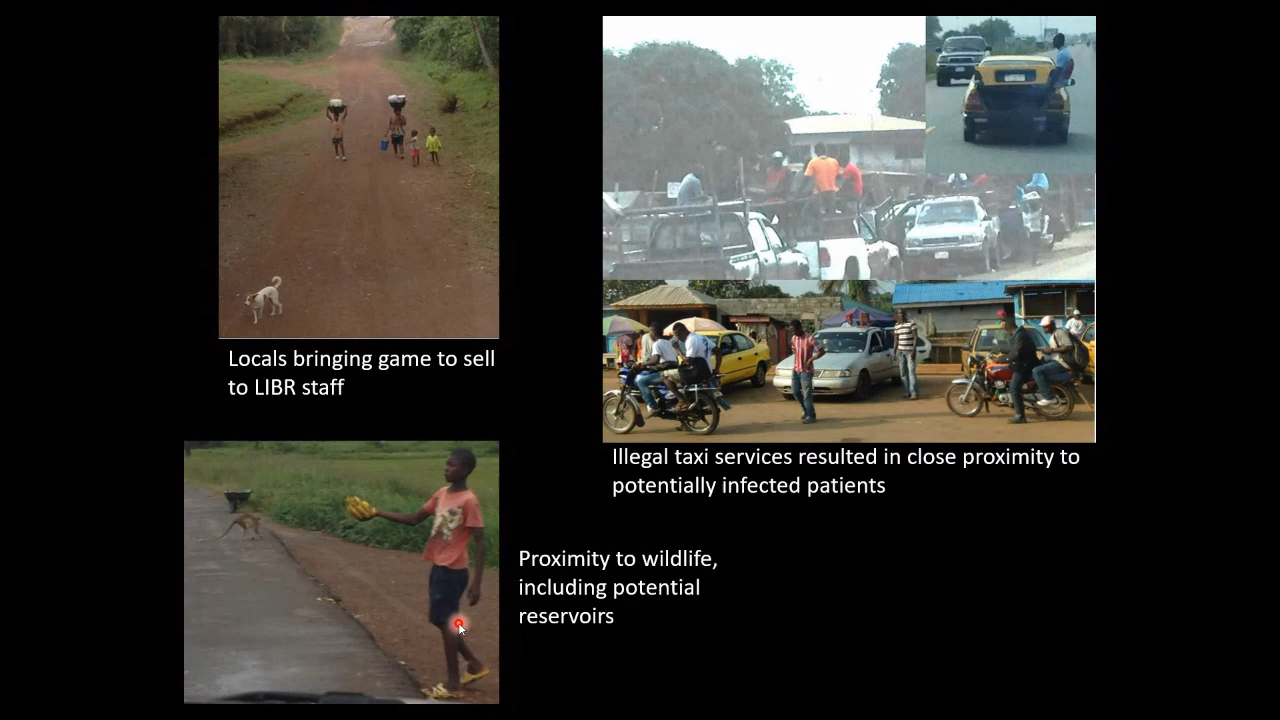 Locals bringing game to sell
to LIBR staff
Illegal taxi services resulted in close proximity to
potentially infected patients
Proximity to wildlife,
including potential
reservoirs